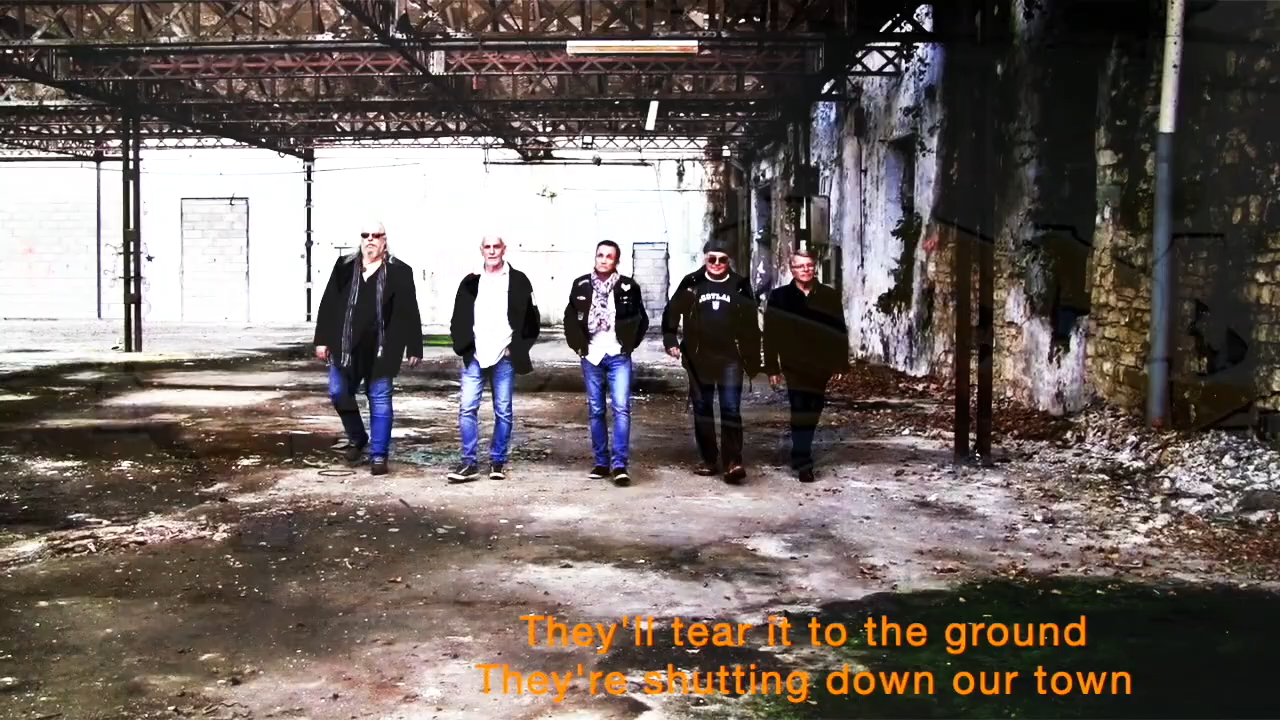 They'll tear it to the ground
They're shutting down our town